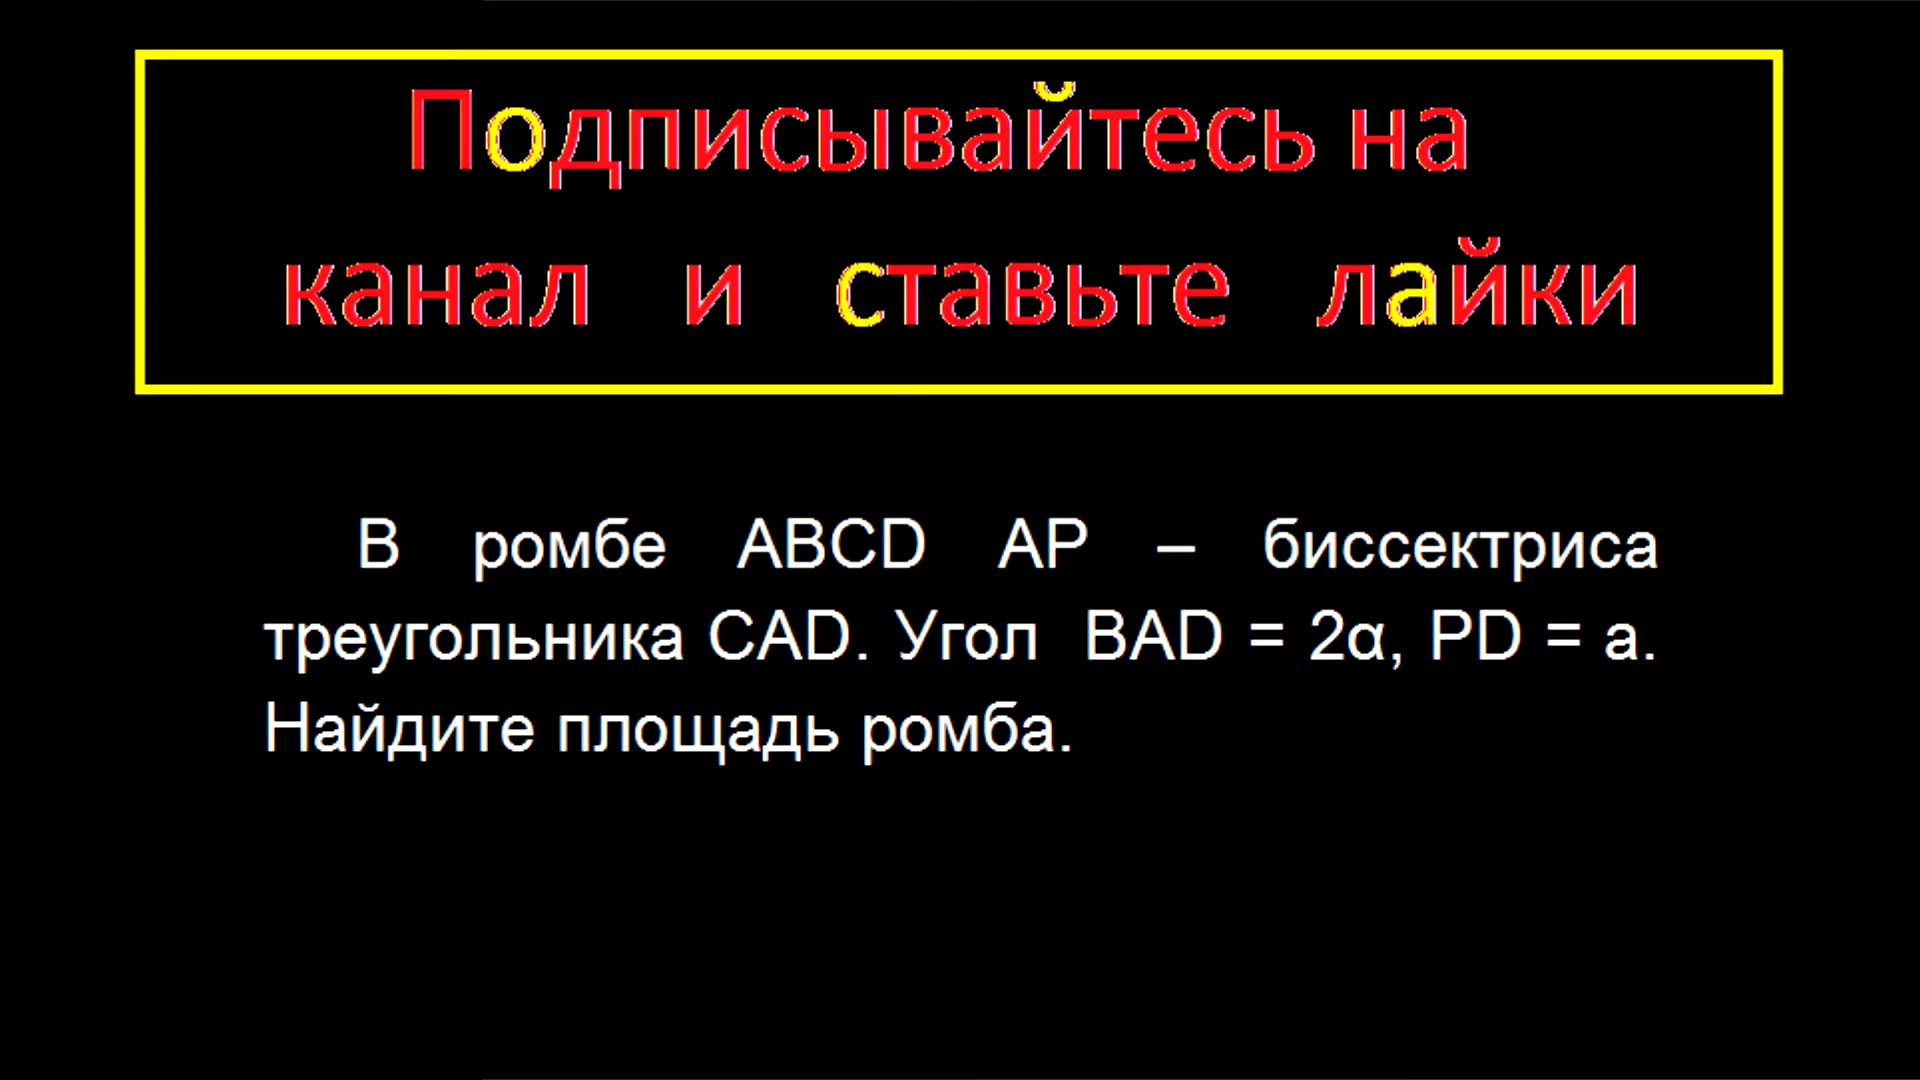 Подписывайтесь на
канал и ставьте лайки
В ромбе ABCD AP – биссектриса
треугольника CAD. Угол BAD = 2α, PD = a.
Найдите площадь ромба.